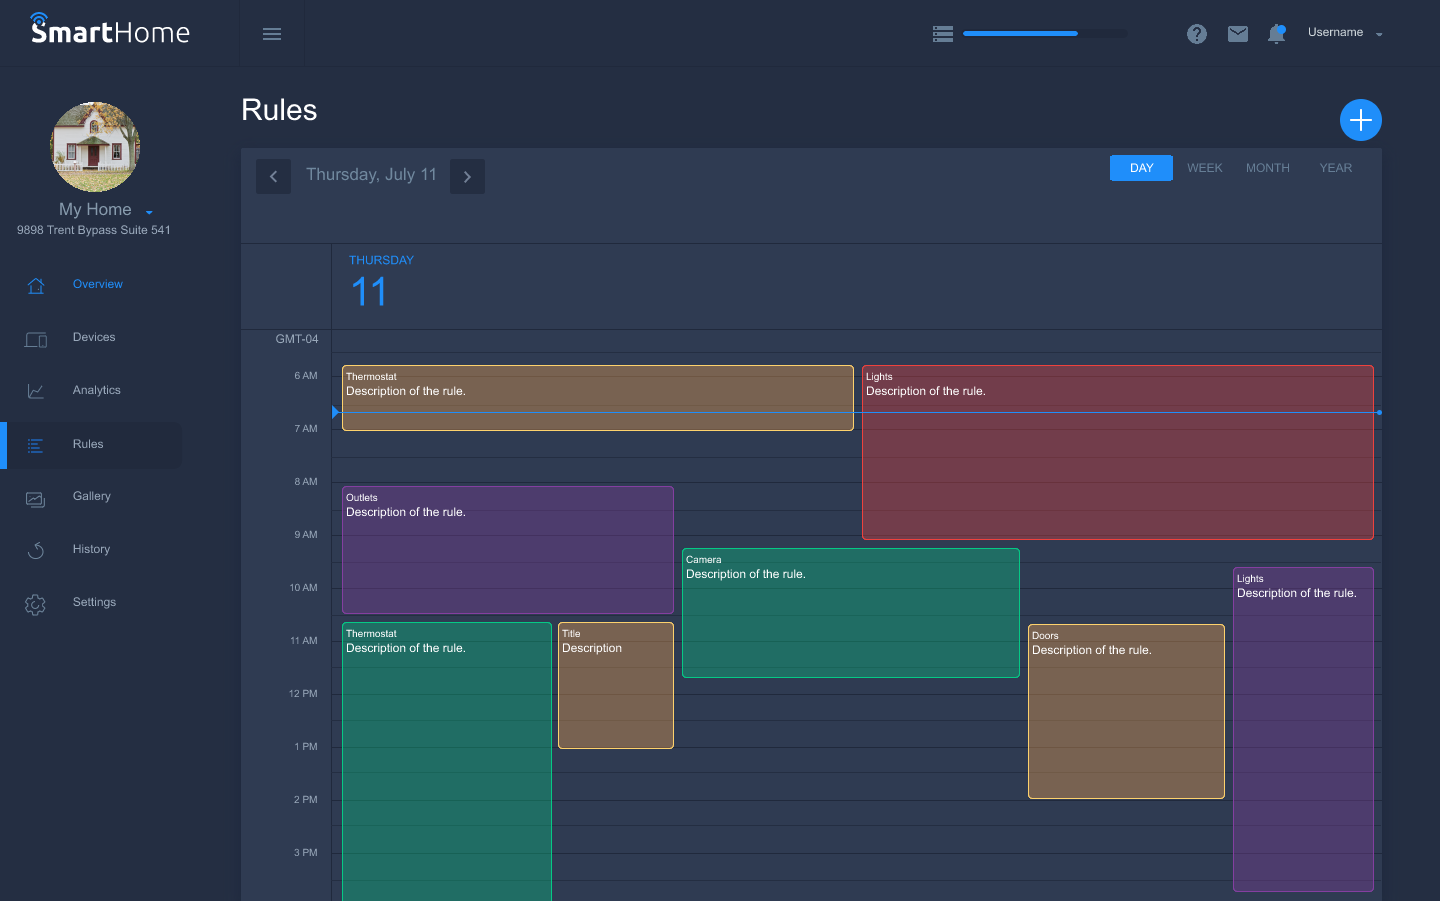 SmartHome
Username
Rules
My Home
9898 Trent Bypass Suite 541
Overview
Devices
Analytics
Rules
Gallery
History
Settings
Thursday, July 11
DAY
WEEK
MONTH
YEAR
THURSDAY
11
GMT-04
6 AM
7 AM
8 AM
9 AM
10 AM
11 AM
12 PM
1 PM
2 PM
3 PM
Thermostat
Description of the rule.
Lights
Description of the rule.
Outlets
Description of the rule.
Camera
Description of the rule.
Lights
Description of the rule.
Thermostat
Description of the rule.
Title
Description
Doors
Description of the rule.